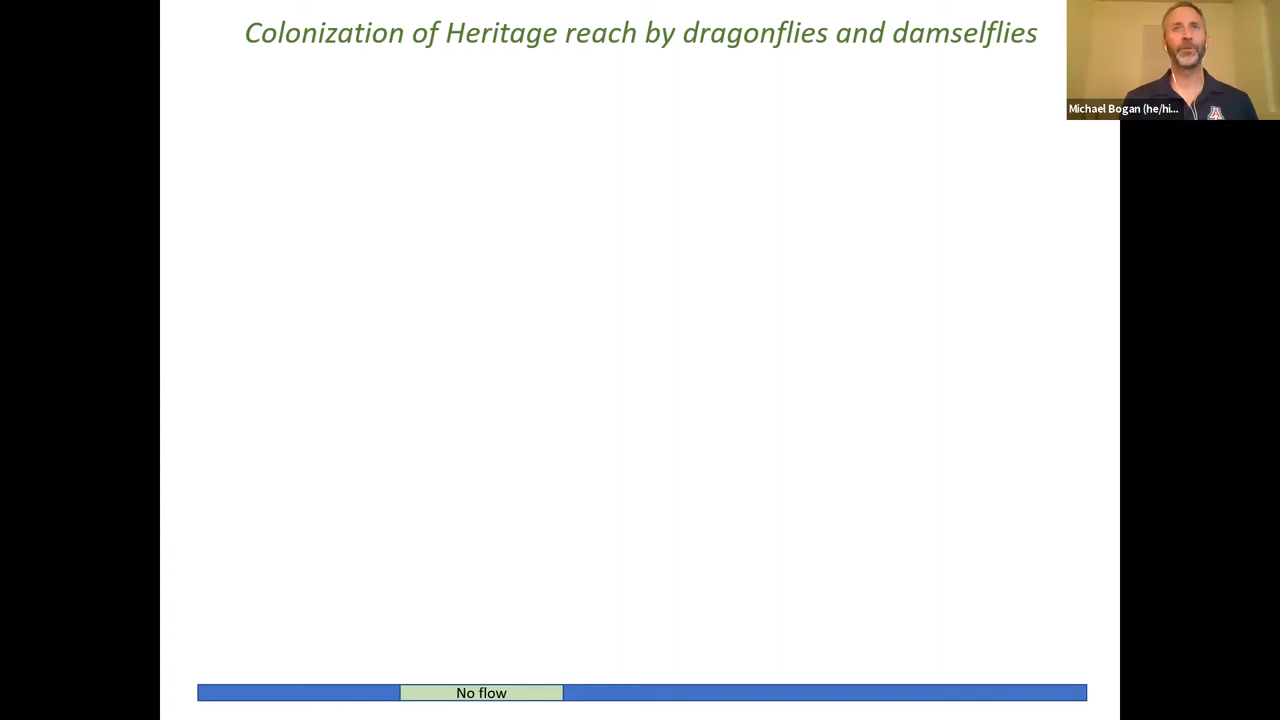 Colonization of Heritage reach by dragonflies and damselflies
Michael Bogan (he/hi...
A
No flow